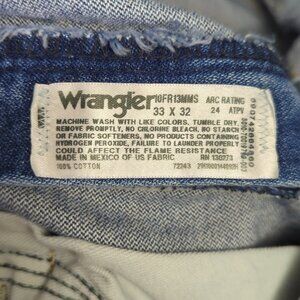 Wrangler 10FR13MMS ARC RATING
33 X 32 24 ATPV
MACHINE WASH WITH LIKE COLORS, TUMBLE DRY,
REMOVE PROMPTLY, NO CHLORINE BLEACH, NO STARCH
OR FABRIC SOFTENERS, NO PRODUCTS CONTAINING
HYDROGEN PEROXIDE, FAILURE TO LAUNDER PROPERLY
COULD AFFECT THE FLAME RESISTANCE
MADE IN MEXICO OF US FABRIC RN 130273
100% COTTON 72243